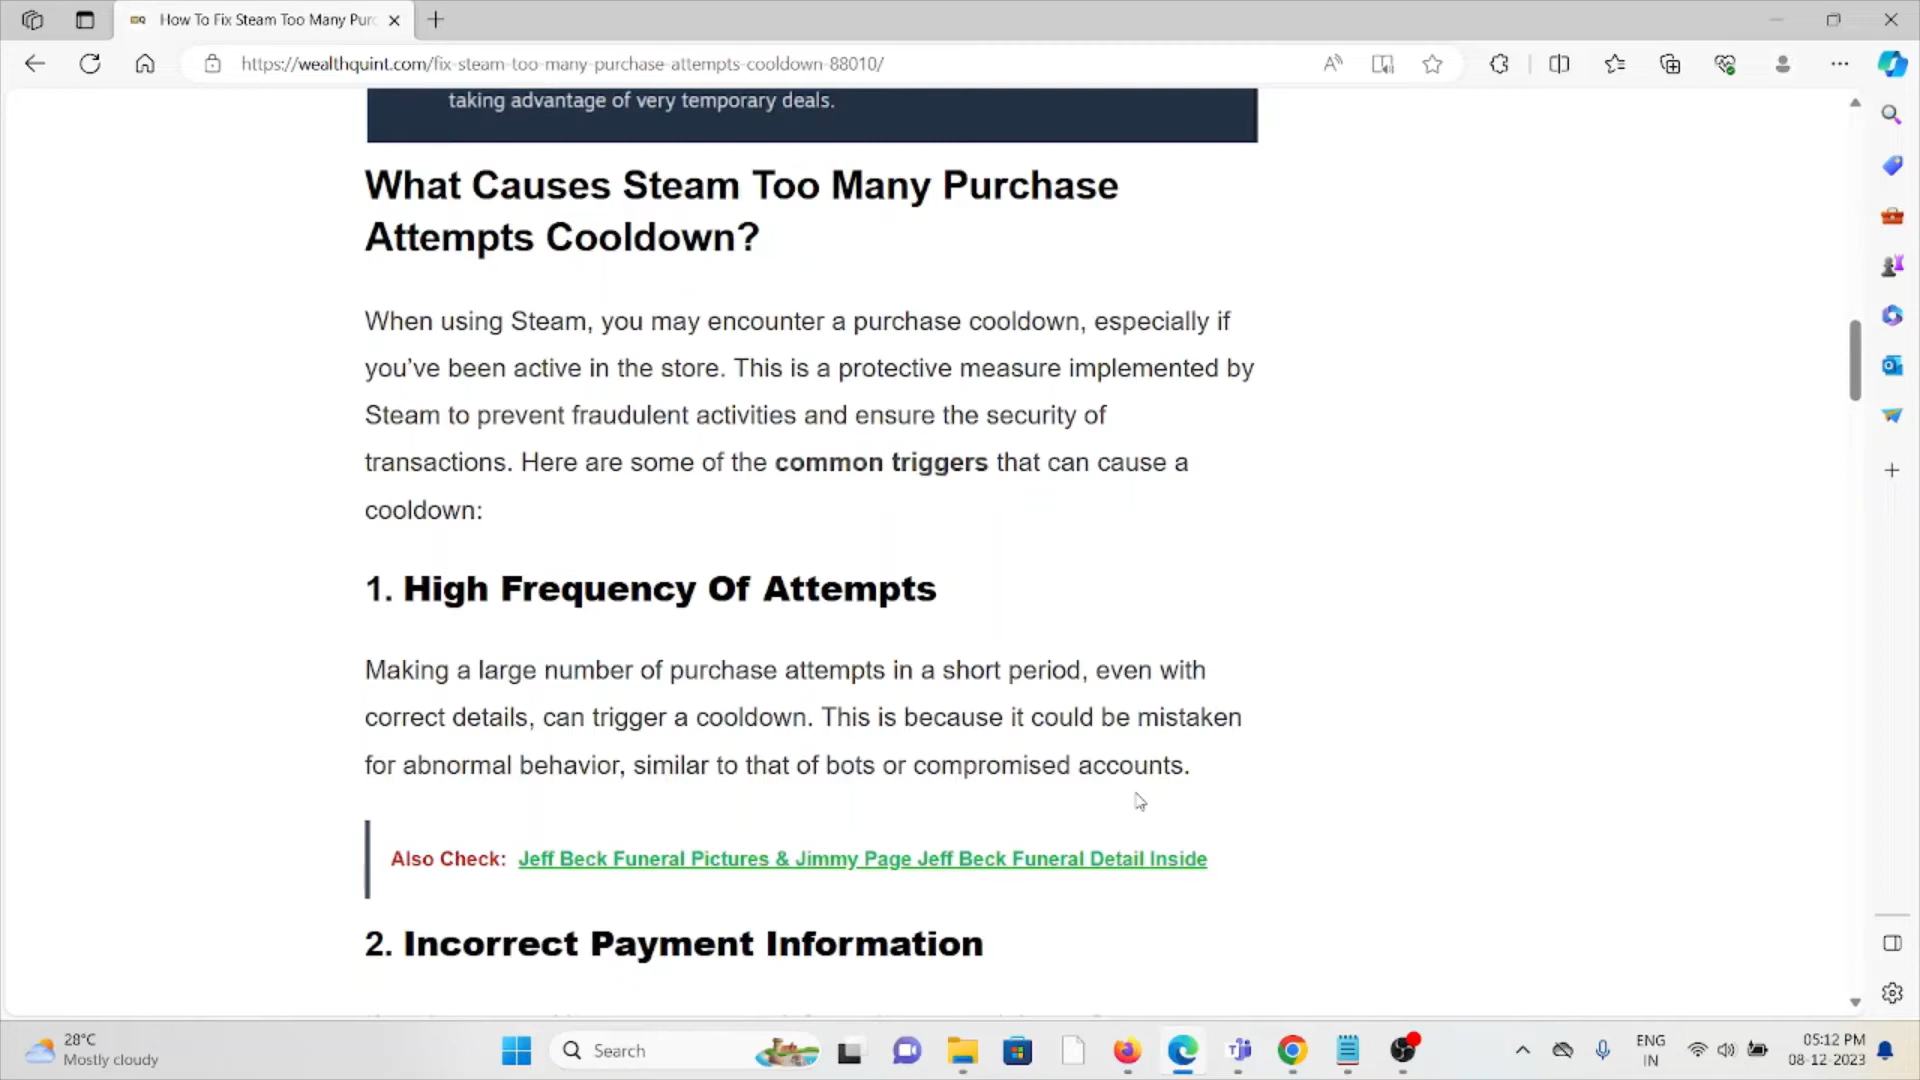 How To Fix Steam Too Many Purc
https://wealthquint.com/fix-steam-too-many-purchase-attempts-cooldown-88010/
taking advantage of very temporary deals.
What Causes Steam Too Many Purchase
Attempts Cooldown?
When using Steam, you may encounter a purchase cooldown, especially if
you've been active in the store. This is a protective measure implemented by
Steam to prevent fraudulent activities and ensure the security of
transactions. Here are some of the common triggers that can cause a
cooldown:
1. High Frequency Of Attempts
Making a large number of purchase attempts in a short period, even with
correct details, can trigger a cooldown. This is because it could be mistaken
for abnormal behavior, similar to that of bots or compromised accounts.
Also Check: Jeff Beck Funeral Pictures & Jimmy Page Jeff Beck Funeral Detail Inside
2. Incorrect Payment Information
28°C
Mostly cloudy
Search
ENG
IN
05:12 PM
08-12-2023